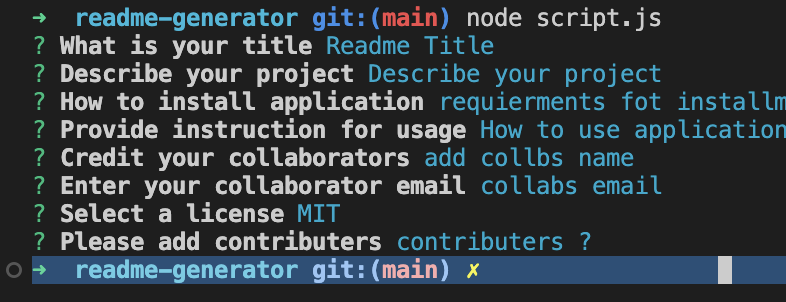 ➜ readme-generator git:(main) node script.js
? What is your title Readme Title
? Describe your project Describe your project
? How to install application requierments fot installm
? Provide instruction for usage How to use application
? Credit your collaborators add collbs name
? Enter your collaborator email collabs email
? Select a license MIT
? Please add contributers contributers ?
➜ readme-generator git:(main) ✗